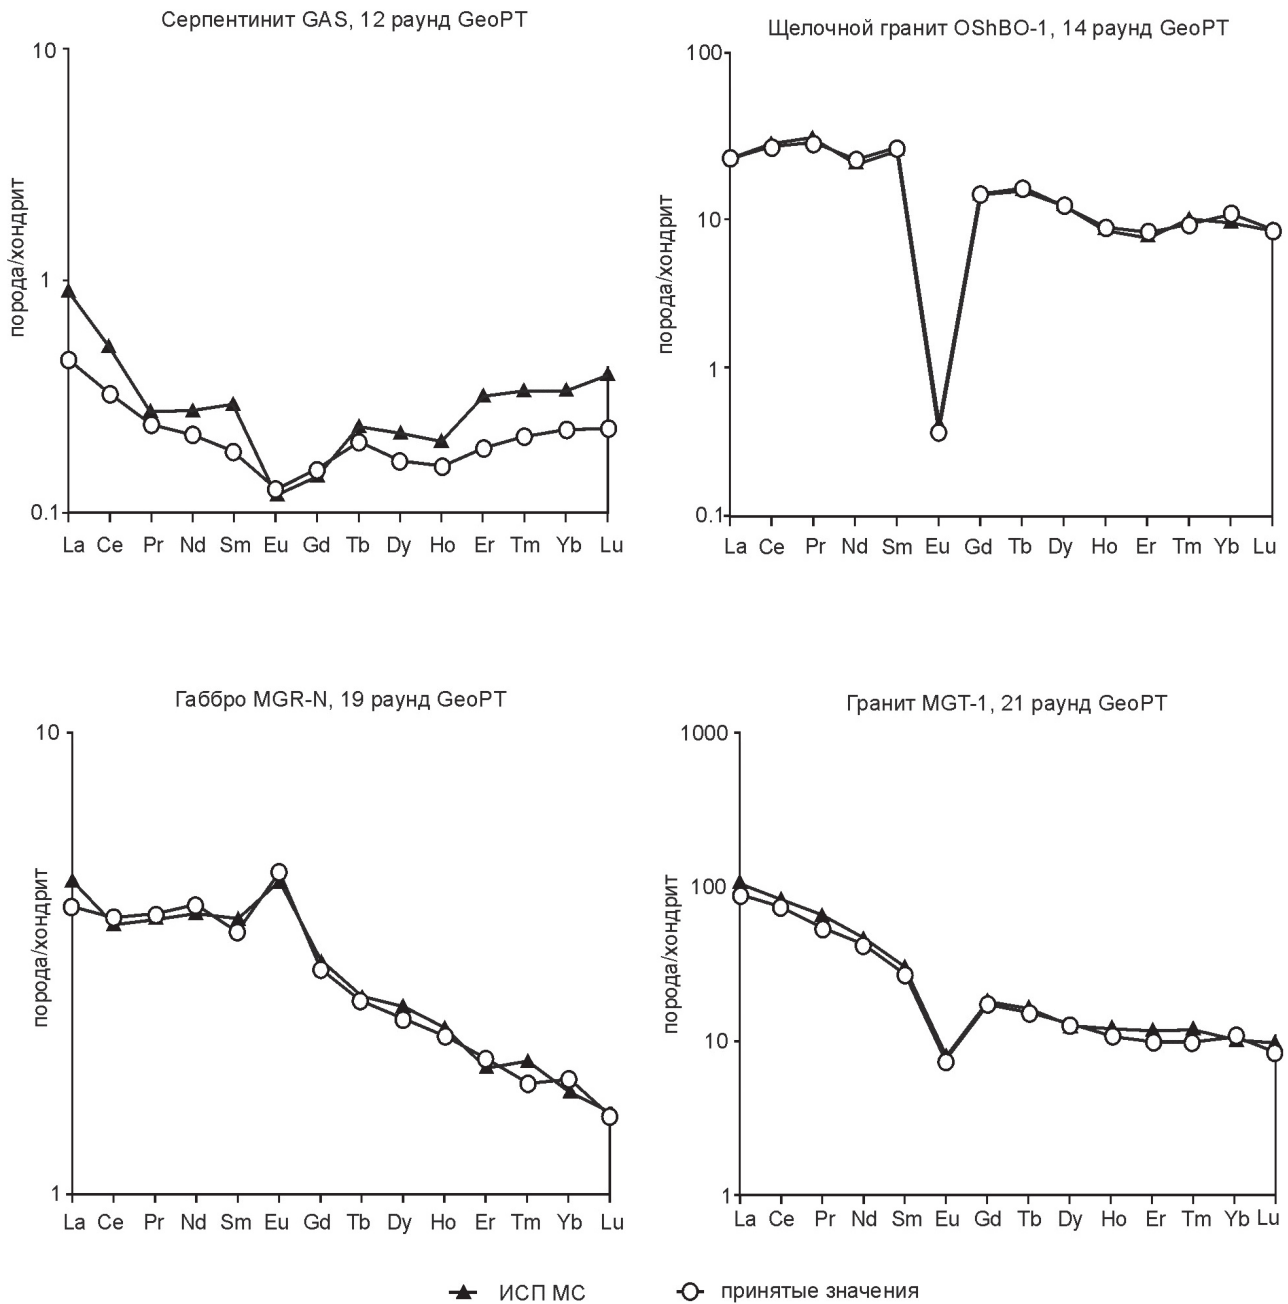 Серпентинит GAS, 12 раунд GeoPT
10
1
0.1
порода/хондрит
La Ce Pr Nd Sm Eu Gd Tb Dy Ho Er Tm Yb Lu
Щелочной гранит OShBO-1, 14 раунд GeoPT
100
10
1
0.1
порода/хондрит
La Ce Pr Nd Sm Eu Gd Tb Dy Ho Er Tm Yb Lu
Габбро MGR-N, 19 раунд GeoPT
10
1
порода/хондрит
La Ce Pr Nd Sm Eu Gd Tb Dy Ho Er Tm Yb Lu
Гранит MGT-1, 21 раунд GeoPT
1000
100
10
1
порода/хондрит
La Ce Pr Nd Sm Eu Gd Tb Dy Ho Er Tm Yb Lu
ИСП МС
принятые значения